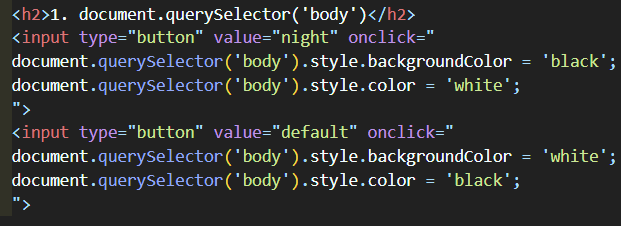 <h2>1. document.querySelector('body')</h2>
<input type="button" value="night" onclick="
document.querySelector('body').style.backgroundColor = 'black';
document.querySelector('body').style.color = 'white';
">
<input type="button" value="default" onclick="
document.querySelector('body').style.backgroundColor = 'white';
document.querySelector('body').style.color = 'black';
">